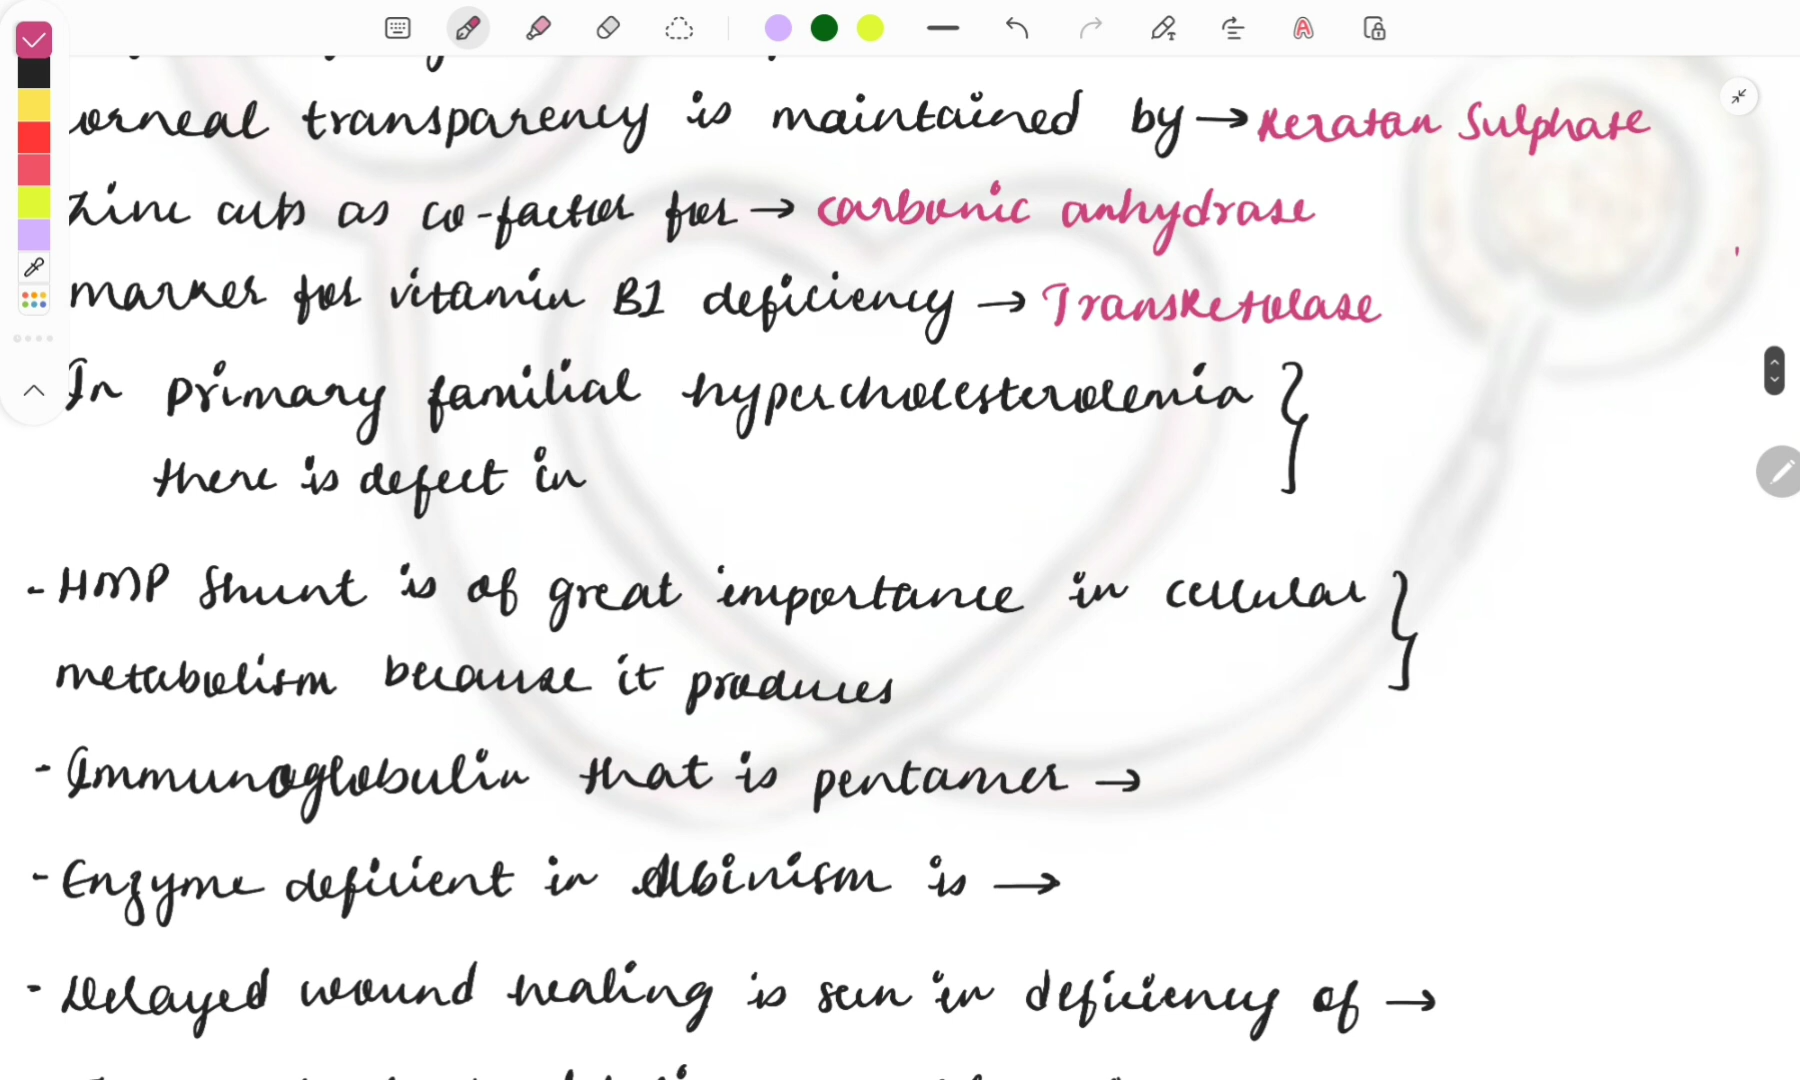 orneal transparency is maintained by → Keratan Sulphate
Zinc acts as co-factor for → carbonic anhydrase
marker for vitamin B1 deficiency → Transketolase
In primary familial hypercholesterolemia }
there is defect in
- HMP Shunt is of great importance in cellular }
metabolism because it produces
- Immunoglobulin that is pentamer →
- Enzyme deficient in Albinism is →
- Delayed wound healing is seen in deficiency of →